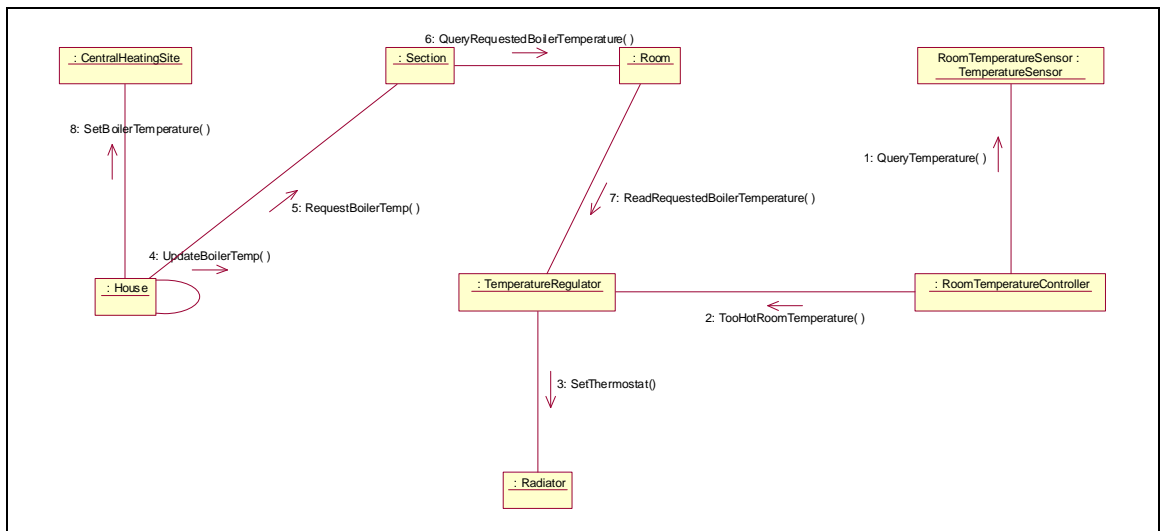 6: QueryRequestedBoilerTemperature( )
: CentralHeatingSite
: Section
: Room
RoomTemperatureSensor :
TemperatureSensor
8: SetBoilerTemperature( )
1: QueryTemperature( )
5: RequestBoilerTemp( )
7: ReadRequestedBoilerTemperature( )
4: UpdateBoilerTemp( )
: House
: TemperatureRegulator
: RoomTemperatureController
2: TooHotRoomTemperature( )
3: SetThermostat()
: Radiator